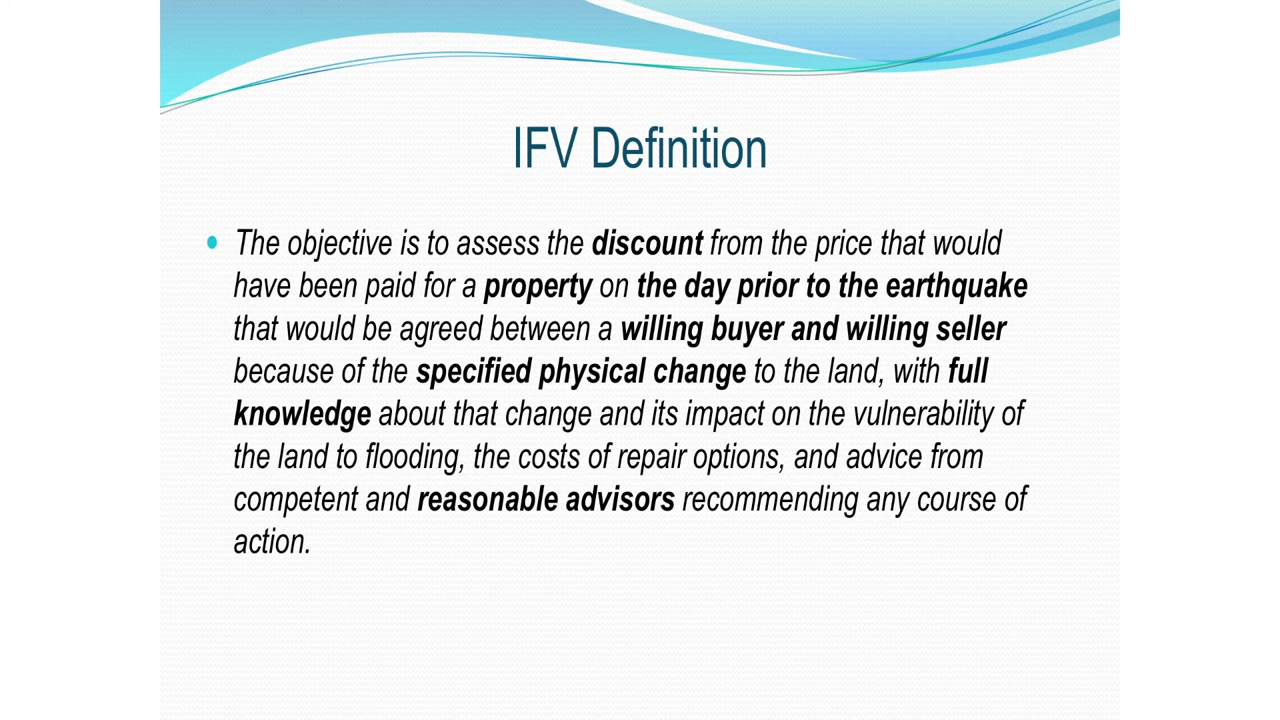 IFV Definition
• The objective is to assess the discount from the price that would
have been paid for a property on the day prior to the earthquake
that would be agreed between a willing buyer and willing seller
because of the specified physical change to the land, with full
knowledge about that change and its impact on the vulnerability of
the land to flooding, the costs of repair options, and advice from
competent and reasonable advisors recommending any course of
action.